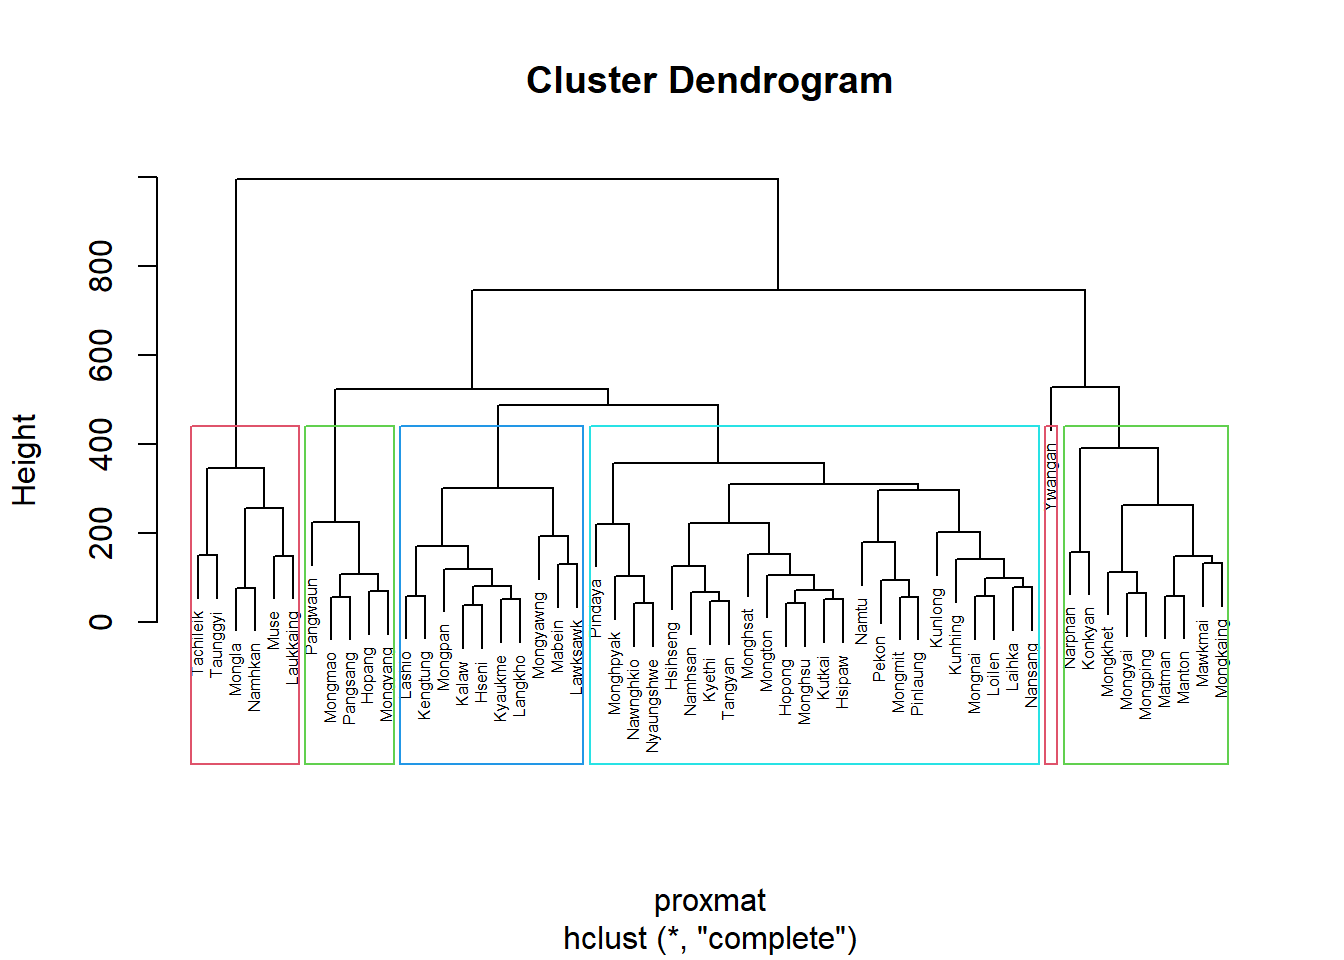 Cluster Dendrogram
Height
0
200
400
600
800
Tachileik
Taunggyi
Mongla
Namhkan
Muse
Laukkaing
Pangwaun
Mongmao
Pangsang
Hopang
Mongyang
Lashio
Kengtung
Mongpan
Kalaw
Hseni
Kyaukme
Langkho
Mongyawng
Mabein
Lawksawk
Pindaya
Monghpyak
Nawnghkio
Nyaungshwe
Hsihseng
Namhsan
Kyethi
Tangyan
Monghsat
Mongton
Hopong
Monghsu
Kutkai
Hsipaw
Namtu
Pekon
Mongmit
Pinlaung
Kunlong
Kunhing
Mongnai
Loilen
Laihka
Nansang
Ywangan
Narphan
Konkyan
Mongkhet
Mongyai
Mongping
Matman
Manton
Mawkmai
Mongkaing
proxmat
hclust (*, "complete")